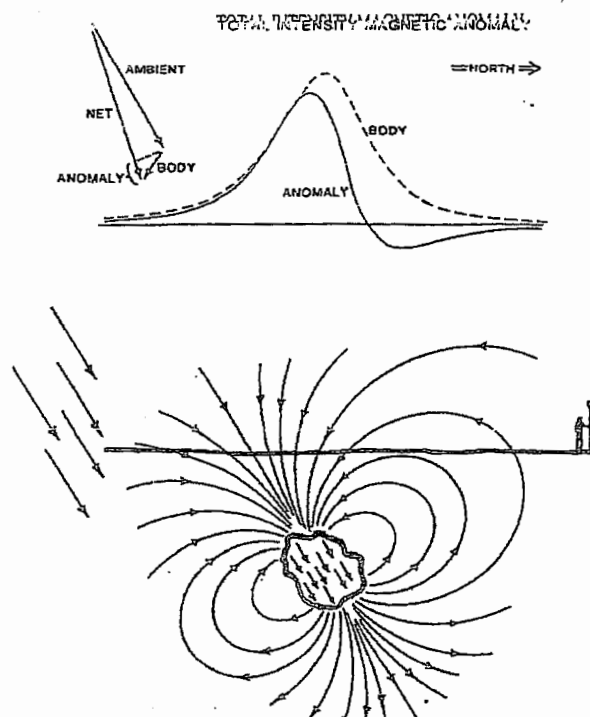 TOTAL INTENSITY MAGNETIC ANOMALY
AMBIENT
NORTH
NET
BODY
BODY
ANOMALY
ANOMALY